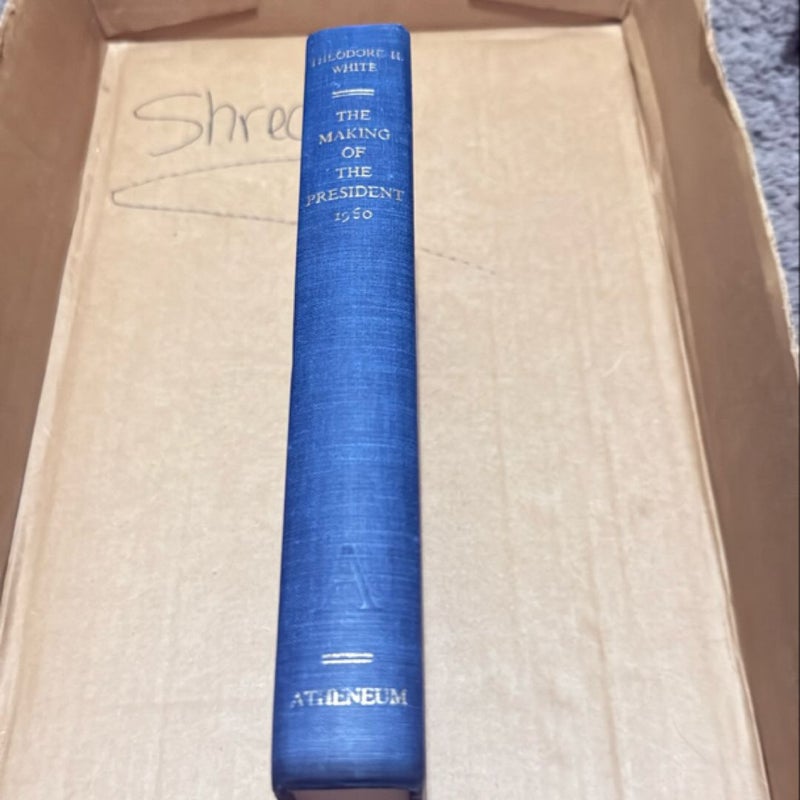 Shred
THEODORE H.
WHITE
THE
MAKING
OF
THE
PRESIDENT
1960
A
ATHENEUM